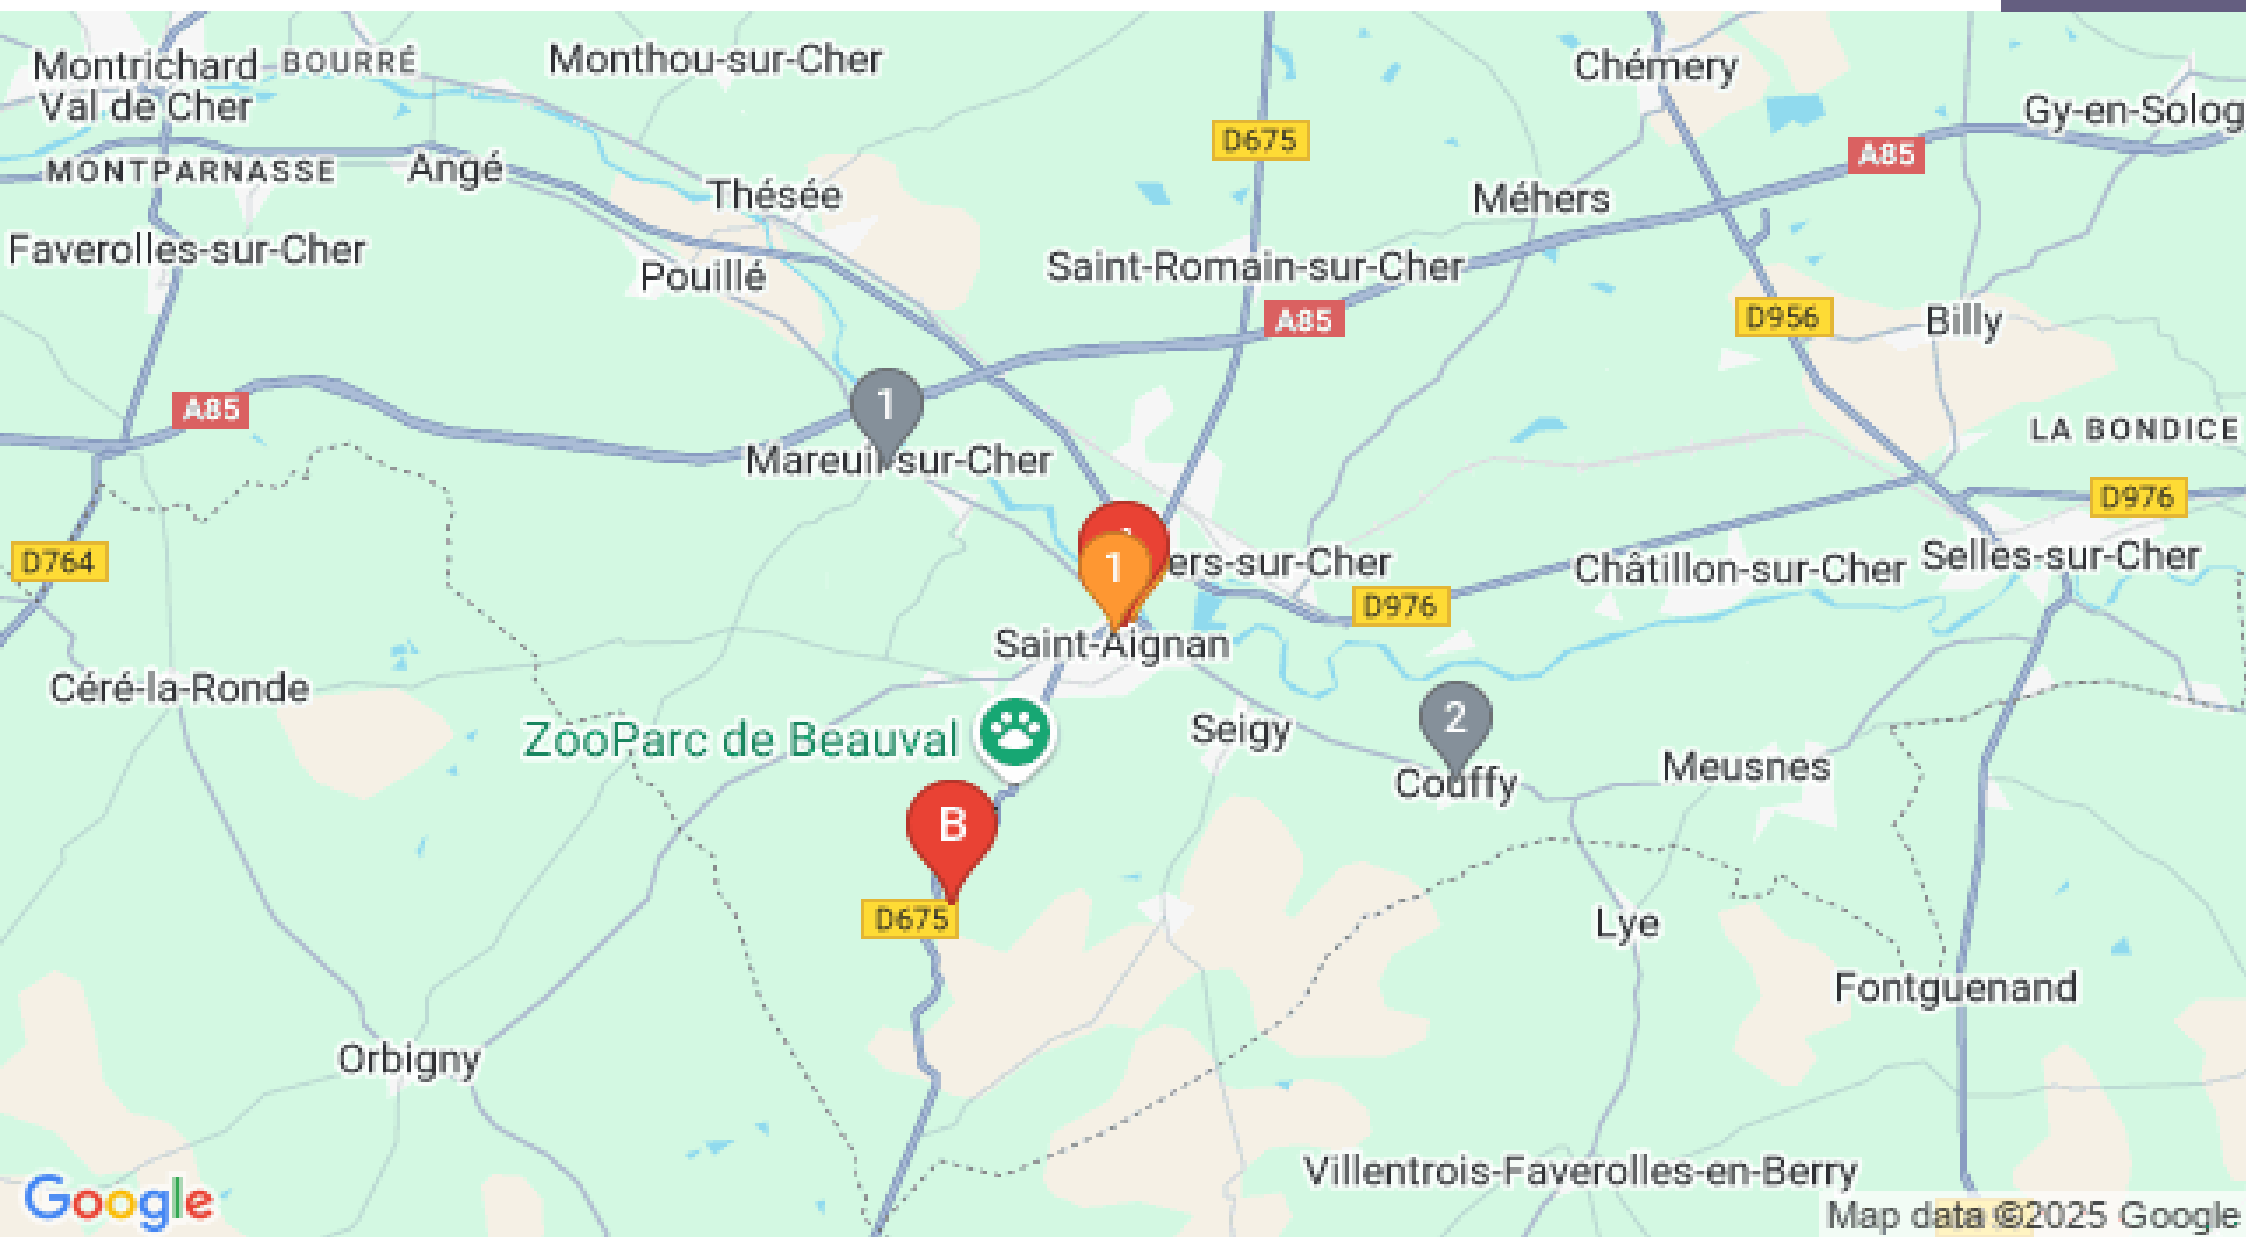 Montrichard
Val de Cher
BOURRÉ
Monthou-sur-Cher
Chémery
Gy-en-Solog
D675
A85
MONTPARNASSE
Angé
Thésée
Méhers
Faverolles-sur-Cher
Pouillé
Saint-Romain-sur-Cher
A85
D956
Billy
A85
1
Mareuil-sur-Cher
LA BONDICE
D976
D764
1
ers-sur-Cher
Châtillon-sur-Cher
Selles-sur-Cher
D976
Saint-Aignan
Céré-la-Ronde
ZooParc de Beauval
Seigy
2
Couffy
Meusnes
B
D675
Lye
Fontguenand
Orbigny
Villentrois-Faverolles-en-Berry
Google
Map data ©2025 Google